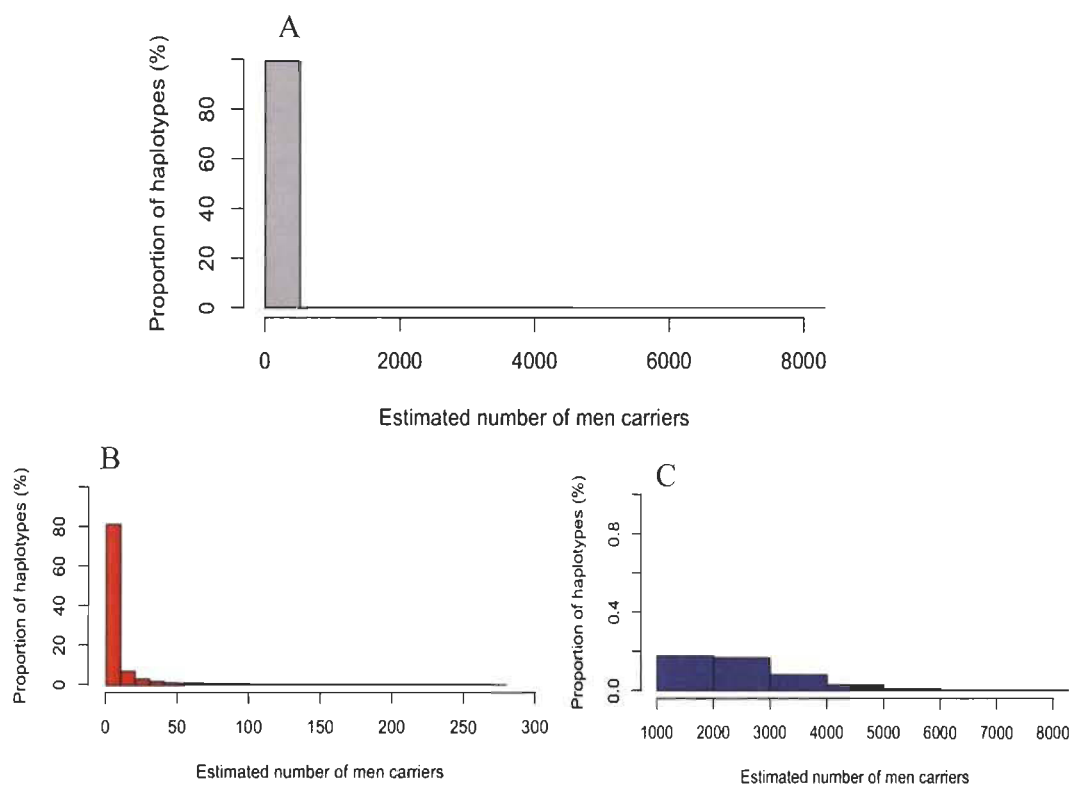 A
Proportion of haplotypes (%)
80
60
40
20
0
0 2000 4000 6000 8000
Estimated number of men carriers
B
Proportion of haplotypes (%)
80
60
40
20
0
0 50 100 150 200 250 300
Estimated number of men carriers
C
Proportion of haplotypes (%)
0.8
0.4
0.0
1000 2000 3000 4000 5000 6000 7000 8000
Estimated number of men carriers